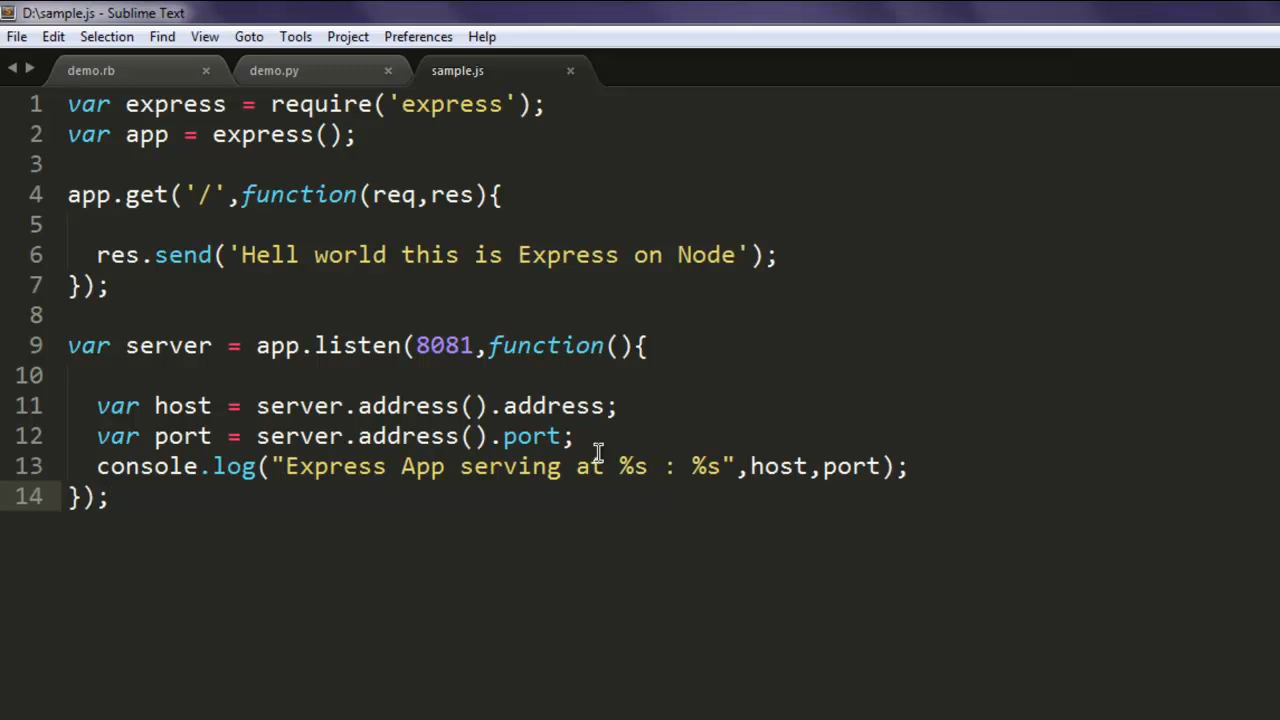 D:\sample.js - Sublime Text
File Edit Selection Find View Goto Tools Project Preferences Help
demo.rb × demo.py × sample.js ×
1 var express = require('express');
2 var app = express();
3
4 app.get('/',function(req,res){
5
6 res.send('Hell world this is Express on Node');
7 });
8
9 var server = app.listen(8081,function(){
10
11 var host = server.address().address;
12 var port = server.address().port;
13 console.log("Express App serving at %s : %s",host,port);
14 });